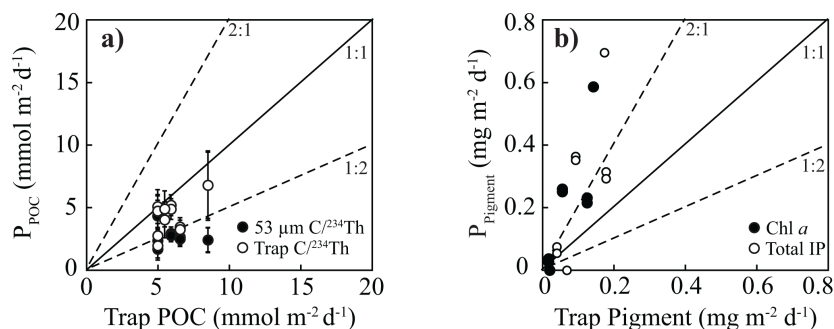 a)
2:1
1:1
1:2
20
15
10
5
0
P_POC (mmol m⁻² d⁻¹)
53 µm C/²³⁴Th
Trap C/²³⁴Th
0 5 10 15 20
Trap POC (mmol m⁻² d⁻¹)
b)
2:1
1:1
1:2
0.8
0.6
0.4
0.2
0
P_Pigment (mg m⁻² d⁻¹)
Chl a
Total IP
0.0 0.2 0.4 0.6 0.8
Trap Pigment (mg m⁻² d⁻¹)